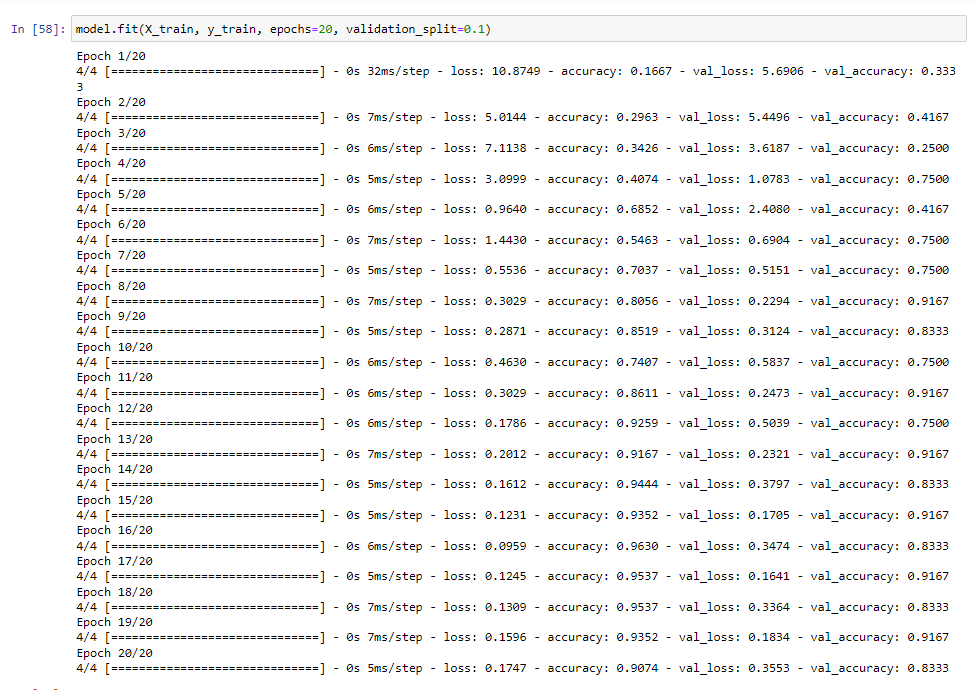 In [58]: model.fit(X_train, y_train, epochs=20, validation_split=0.1)
Epoch 1/20
4/4 [==============================] - 0s 32ms/step - loss: 10.8749 - accuracy: 0.1667 - val_loss: 5.6906 - val_accuracy: 0.333
3
Epoch 2/20
4/4 [==============================] - 0s 7ms/step - loss: 5.0144 - accuracy: 0.2963 - val_loss: 5.4496 - val_accuracy: 0.4167
Epoch 3/20
4/4 [==============================] - 0s 6ms/step - loss: 7.1138 - accuracy: 0.3426 - val_loss: 3.6187 - val_accuracy: 0.2500
Epoch 4/20
4/4 [==============================] - 0s 5ms/step - loss: 3.0999 - accuracy: 0.4074 - val_loss: 1.0783 - val_accuracy: 0.7500
Epoch 5/20
4/4 [==============================] - 0s 6ms/step - loss: 0.9640 - accuracy: 0.6852 - val_loss: 2.4080 - val_accuracy: 0.4167
Epoch 6/20
4/4 [==============================] - 0s 7ms/step - loss: 1.4430 - accuracy: 0.5463 - val_loss: 0.6904 - val_accuracy: 0.7500
Epoch 7/20
4/4 [==============================] - 0s 5ms/step - loss: 0.5536 - accuracy: 0.7037 - val_loss: 0.5151 - val_accuracy: 0.7500
Epoch 8/20
4/4 [==============================] - 0s 7ms/step - loss: 0.3029 - accuracy: 0.8056 - val_loss: 0.2294 - val_accuracy: 0.9167
Epoch 9/20
4/4 [==============================] - 0s 5ms/step - loss: 0.2871 - accuracy: 0.8519 - val_loss: 0.3124 - val_accuracy: 0.8333
Epoch 10/20
4/4 [==============================] - 0s 6ms/step - loss: 0.4630 - accuracy: 0.7407 - val_loss: 0.5837 - val_accuracy: 0.7500
Epoch 11/20
4/4 [==============================] - 0s 6ms/step - loss: 0.3029 - accuracy: 0.8611 - val_loss: 0.2473 - val_accuracy: 0.9167
Epoch 12/20
4/4 [==============================] - 0s 6ms/step - loss: 0.1786 - accuracy: 0.9259 - val_loss: 0.5039 - val_accuracy: 0.7500
Epoch 13/20
4/4 [==============================] - 0s 7ms/step - loss: 0.2012 - accuracy: 0.9167 - val_loss: 0.2321 - val_accuracy: 0.9167
Epoch 14/20
4/4 [==============================] - 0s 5ms/step - loss: 0.1612 - accuracy: 0.9444 - val_loss: 0.3797 - val_accuracy: 0.8333
Epoch 15/20
4/4 [==============================] - 0s 5ms/step - loss: 0.1231 - accuracy: 0.9352 - val_loss: 0.1705 - val_accuracy: 0.9167
Epoch 16/20
4/4 [==============================] - 0s 6ms/step - loss: 0.0959 - accuracy: 0.9630 - val_loss: 0.3474 - val_accuracy: 0.8333
Epoch 17/20
4/4 [==============================] - 0s 5ms/step - loss: 0.1245 - accuracy: 0.9537 - val_loss: 0.1641 - val_accuracy: 0.9167
Epoch 18/20
4/4 [==============================] - 0s 7ms/step - loss: 0.1309 - accuracy: 0.9537 - val_loss: 0.3364 - val_accuracy: 0.8333
Epoch 19/20
4/4 [==============================] - 0s 7ms/step - loss: 0.1596 - accuracy: 0.9352 - val_loss: 0.1834 - val_accuracy: 0.9167
Epoch 20/20
4/4 [==============================] - 0s 5ms/step - loss: 0.1747 - accuracy: 0.9074 - val_loss: 0.3553 - val_accuracy: 0.8333